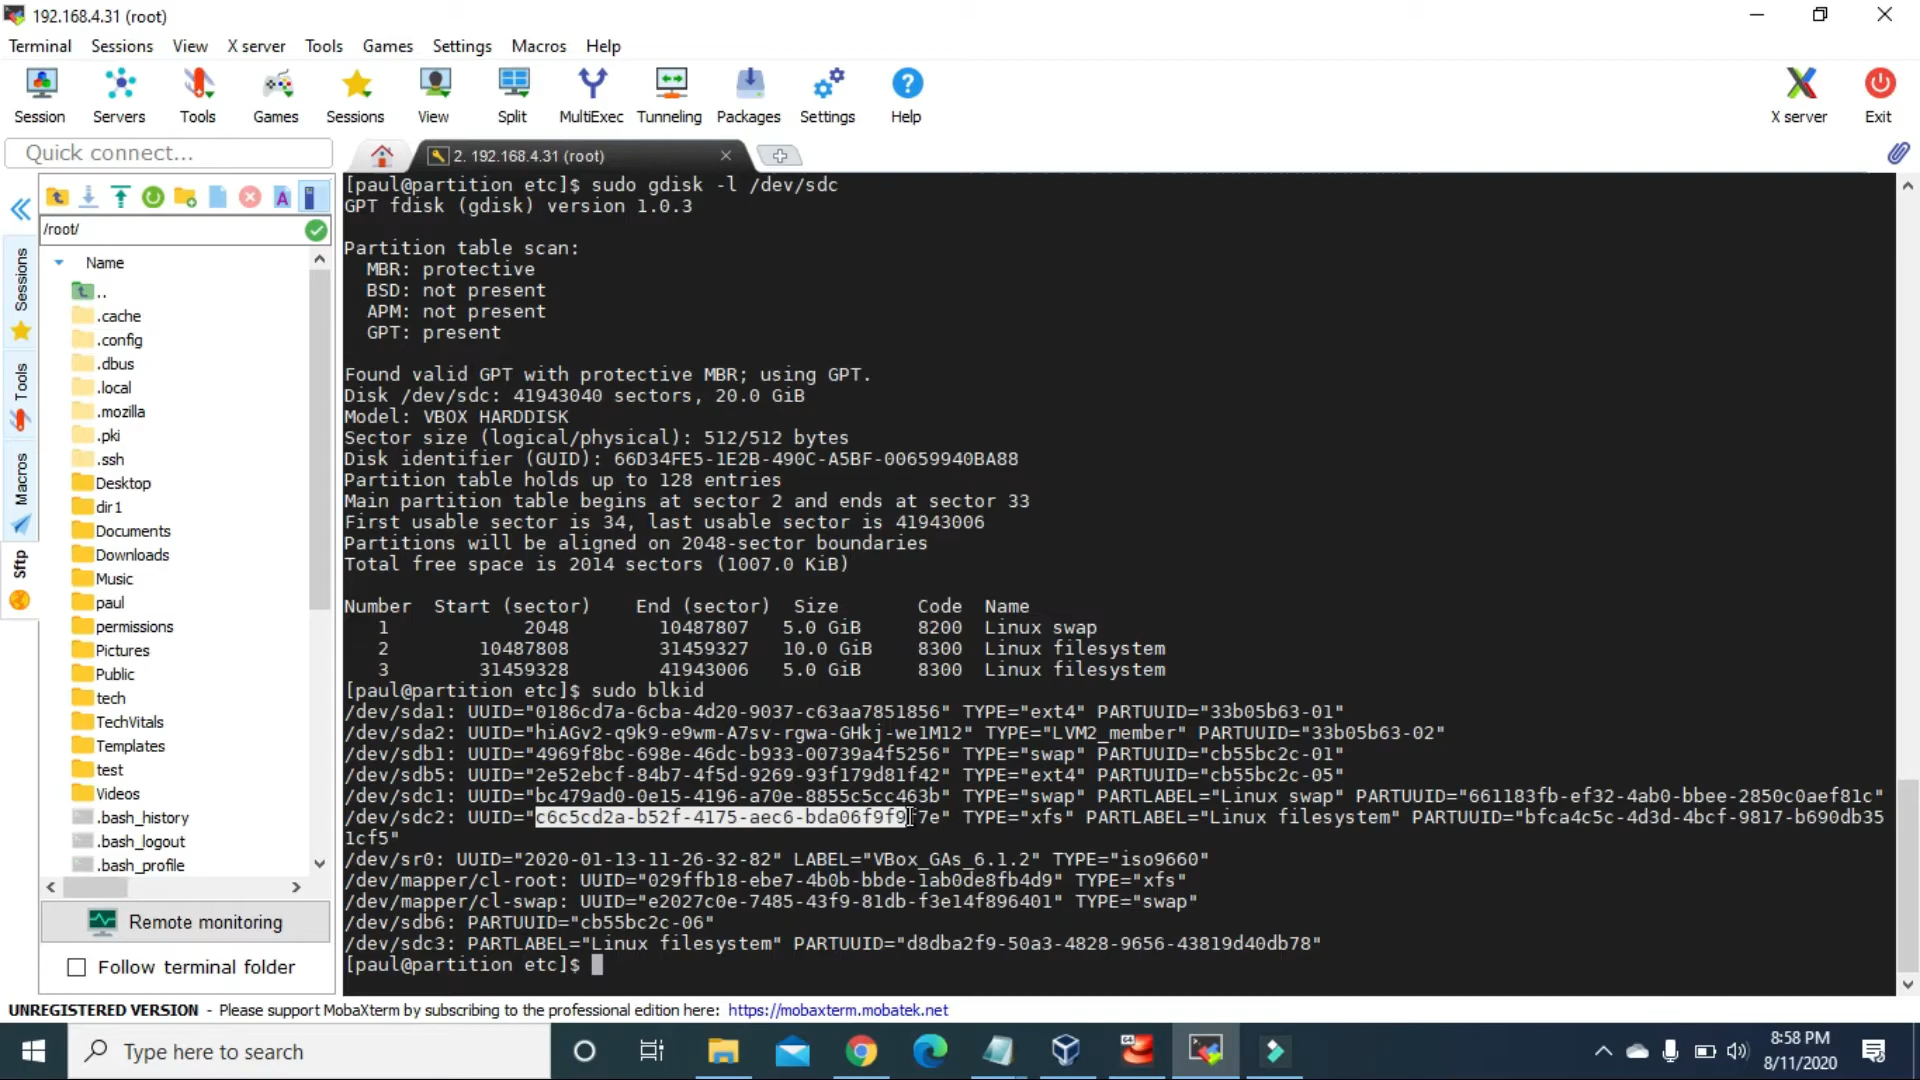 192.168.4.31 (root)
Terminal Sessions View X server Tools Games Settings Macros Help
Session Servers Tools Games Sessions View Split MultiExec Tunneling Packages Settings Help X server Exit
Quick connect...
2. 192.168.4.31 (root)
/root/
Name
..
.cache
.config
.dbus
.local
.mozilla
.pki
.ssh
Desktop
dir1
Documents
Downloads
Music
paul
permissions
Pictures
Public
tech
TechVitals
Templates
test
Videos
.bash_history
.bash_logout
.bash_profile
Sessions
Tools
Macros
Sftp
Remote monitoring
Follow terminal folder
[paul@partition etc]$ sudo gdisk -l /dev/sdc
GPT fdisk (gdisk) version 1.0.3
Partition table scan:
MBR: protective
BSD: not present
APM: not present
GPT: present
Found valid GPT with protective MBR; using GPT.
Disk /dev/sdc: 41943040 sectors, 20.0 GiB
Model: VBOX HARDDISK
Sector size (logical/physical): 512/512 bytes
Disk identifier (GUID): 66D34FE5-1E2B-490C-A5BF-00659940BA88
Partition table holds up to 128 entries
Main partition table begins at sector 2 and ends at sector 33
First usable sector is 34, last usable sector is 41943006
Partitions will be aligned on 2048-sector boundaries
Total free space is 2014 sectors (1007.0 KiB)
Number Start (sector) End (sector) Size Code Name
1 2048 10487807 5.0 GiB 8200 Linux swap
2 10487808 31459327 10.0 GiB 8300 Linux filesystem
3 31459328 41943006 5.0 GiB 8300 Linux filesystem
[paul@partition etc]$ sudo blkid
/dev/sda1: UUID="0186cd7a-6cba-4d20-9037-c63aa7851856" TYPE="ext4" PARTUUID="33b05b63-01"
/dev/sda2: UUID="hiAGv2-q9k9-e9wm-A7sv-rgwa-GHkj-we1M12" TYPE="LVM2_member" PARTUUID="33b05b63-02"
/dev/sdb1: UUID="4969f8bc-698e-46dc-b933-00739a4f5256" TYPE="swap" PARTUUID="cb55bc2c-01"
/dev/sdb5: UUID="2e52ebcf-84b7-4f5d-9269-93f179d81f42" TYPE="ext4" PARTUUID="cb55bc2c-05"
/dev/sdc1: UUID="bc479ad0-0e15-4196-a70e-8855c5cc463b" TYPE="swap" PARTLABEL="Linux swap" PARTUUID="661183fb-ef32-4ab0-bbee-2850c0aef81c"
/dev/sdc2: UUID="c6c5cd2a-b52f-4175-aec6-bda06f9f9f7e" TYPE="xfs" PARTLABEL="Linux filesystem" PARTUUID="bfca4c5c-4d3d-4bcf-9817-b690db35
1cf5"
/dev/sr0: UUID="2020-01-13-11-26-32-82" LABEL="VBox_GAs_6.1.2" TYPE="iso9660"
/dev/mapper/cl-root: UUID="029ffb18-ebe7-4b0b-bbde-1ab0de8fb4d9" TYPE="xfs"
/dev/mapper/cl-swap: UUID="e2027c0e-7485-43f9-81db-f3e14f896401" TYPE="swap"
/dev/sdb6: PARTUUID="cb55bc2c-06"
/dev/sdc3: PARTLABEL="Linux filesystem" PARTUUID="d8dba2f9-50a3-4828-9656-43819d40db78"
[paul@partition etc]$
UNREGISTERED VERSION - Please support MobaXterm by subscribing to the professional edition here: https://mobaxterm.mobatek.net
Type here to search
8:58 PM
8/11/2020